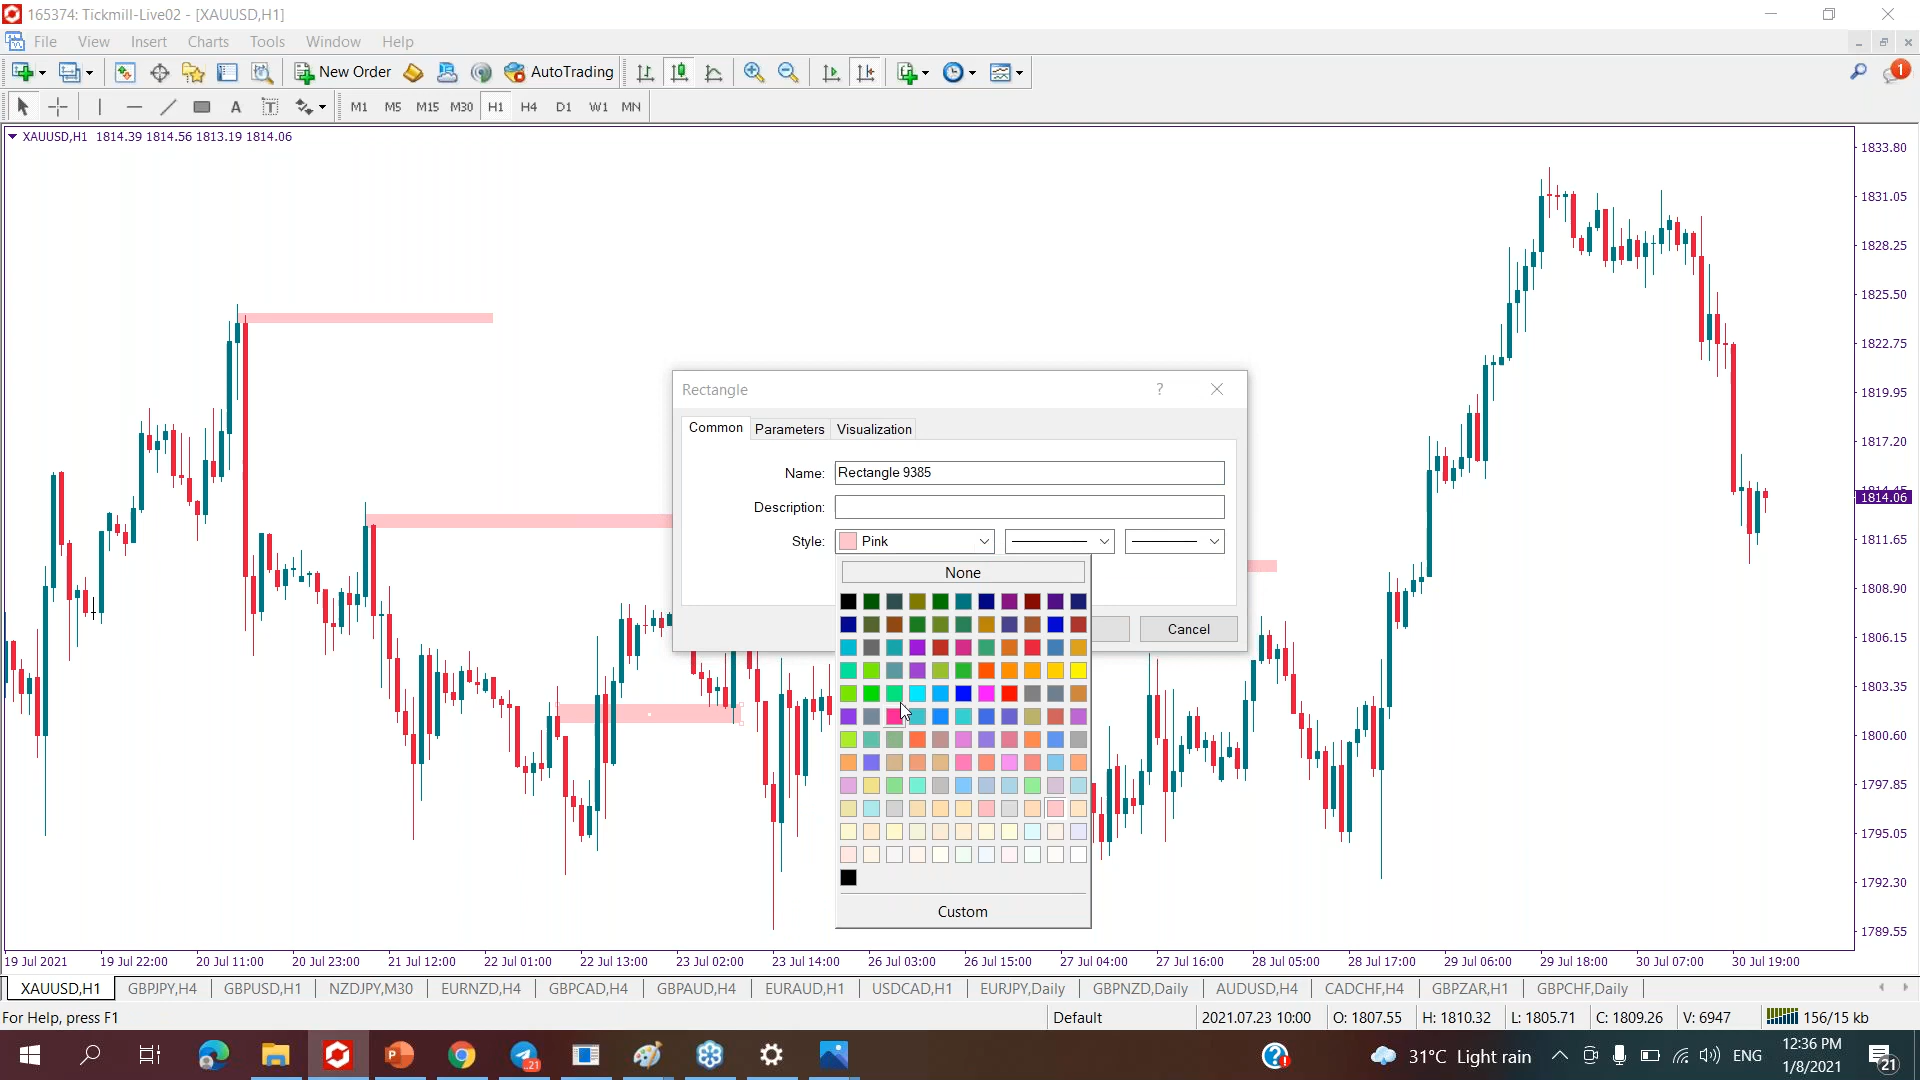 165374: Tickmill-Live02 - [XAUUSD,H1]
File View Insert Charts Tools Window Help
New Order AutoTrading 1
A T M1 M5 M15 M30 H1 H4 D1 W1 MN
XAUUSD,H1 1814.39 1814.56 1813.19 1814.06
1833.80
1831.05
1828.25
1825.50
1822.75
1819.95
1817.20
1814.06
1811.65
1808.90
1806.15
1803.35
1800.60
1797.85
1795.05
1792.30
1789.55
Rectangle ?
Common Parameters Visualization
Name: Rectangle 9385
Description:
Style: Pink
None
Cancel
Custom
19 Jul 2021 19 Jul 22:00 20 Jul 11:00 20 Jul 23:00 21 Jul 12:00 22 Jul 01:00 22 Jul 13:00 23 Jul 02:00 23 Jul 14:00 26 Jul 03:00 26 Jul 15:00 27 Jul 04:00 27 Jul 16:00 28 Jul 05:00 28 Jul 17:00 29 Jul 06:00 29 Jul 18:00 30 Jul 07:00 30 Jul 19:00
XAUUSD,H1 GBPJPY,H4 GBPUSD,H1 NZDJPY,M30 EURNZD,H4 GBPCAD,H4 GBPAUD,H4 EURAUD,H1 USDCAD,H1 EURJPY,Daily GBPNZD,Daily AUDUSD,H4 CADCHF,H4 GBPZAR,H1 GBPCHF,Daily
For Help, press F1 Default 2021.07.23 10:00 O: 1807.55 H: 1810.32 L: 1805.71 C: 1809.26 V: 6947 156/15 kb
21 31°C Light rain ENG 12:36 PM
1/8/2021 21